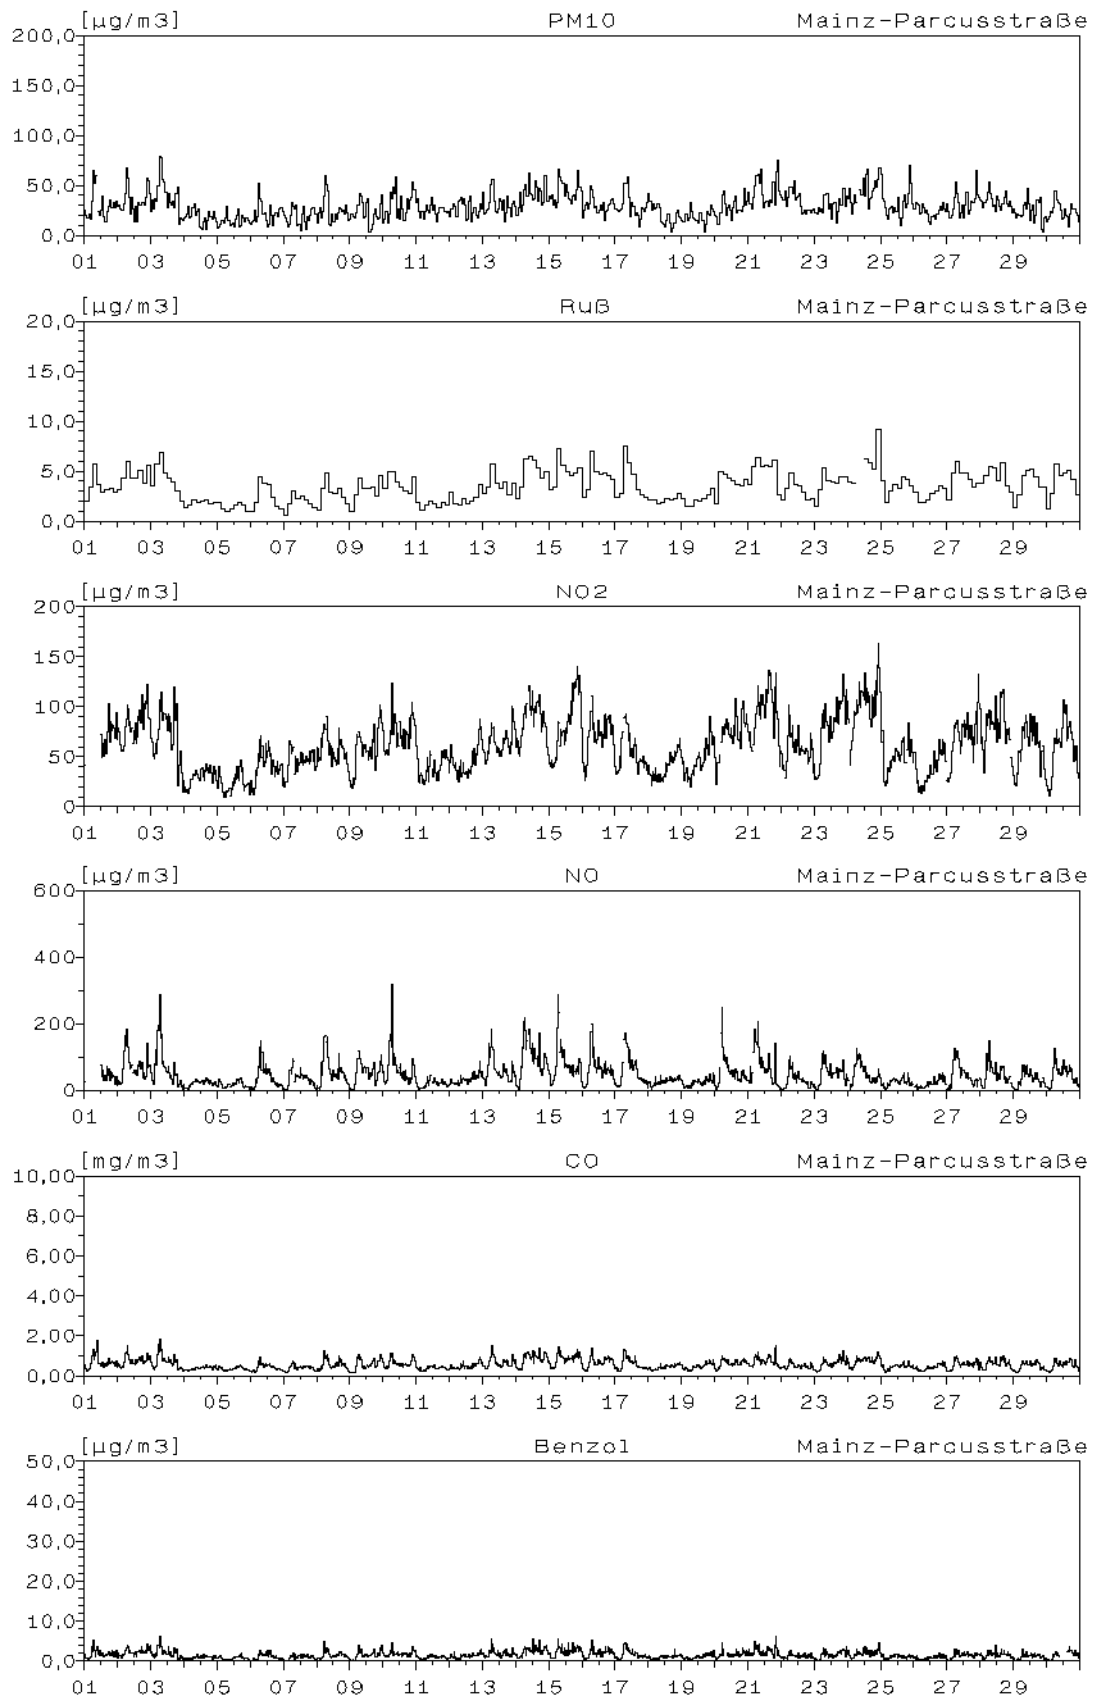 [µg/m3] PM10 Mainz-Parcusstraße
200,0
150,0
100,0
50,0
0,0
01 03 05 07 09 11 13 15 17 19 21 23 25 27 29
[µg/m3] Ruß Mainz-Parcusstraße
20,0
15,0
10,0
5,0
0,0
01 03 05 07 09 11 13 15 17 19 21 23 25 27 29
[µg/m3] NO2 Mainz-Parcusstraße
200
150
100
50
0
01 03 05 07 09 11 13 15 17 19 21 23 25 27 29
[µg/m3] NO Mainz-Parcusstraße
600
400
200
0
01 03 05 07 09 11 13 15 17 19 21 23 25 27 29
[mg/m3] CO Mainz-Parcusstraße
10,00
8,00
6,00
4,00
2,00
0,00
01 03 05 07 09 11 13 15 17 19 21 23 25 27 29
[µg/m3] Benzol Mainz-Parcusstraße
50,0
40,0
30,0
20,0
10,0
0,0
01 03 05 07 09 11 13 15 17 19 21 23 25 27 29